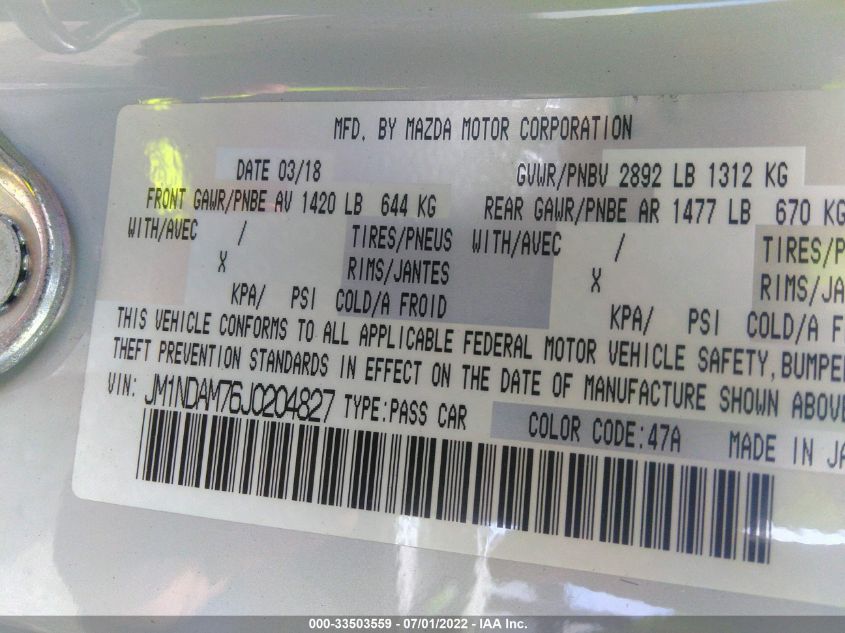 MFD. BY MAZDA MOTOR CORPORATION
DATE 03/18 GVWR/PNBV 2892 LB 1312 KG
FRONT GAWR/PNBE AV 1420 LB 644 KG REAR GAWR/PNBE AR 1477 LB 670 KG
WITH/AVEC / TIRES/PNEUS WITH/AVEC / TIRES/P
X RIMS/JANTES X RIMS/JA
KPA/ PSI COLD/A FROID KPA/ PSI COLD/A F
THIS VEHICLE CONFORMS TO ALL APPLICABLE FEDERAL MOTOR VEHICLE SAFETY, BUMPE
THEFT PREVENTION STANDARDS IN EFFECT ON THE DATE OF MANUFACTURE SHOWN ABOVE
VIN: JM1NDAM76J0204827 TYPE:PASS CAR COLOR CODE:47A MADE IN JA
000-33503559 - 07/01/2022 - IAA Inc.